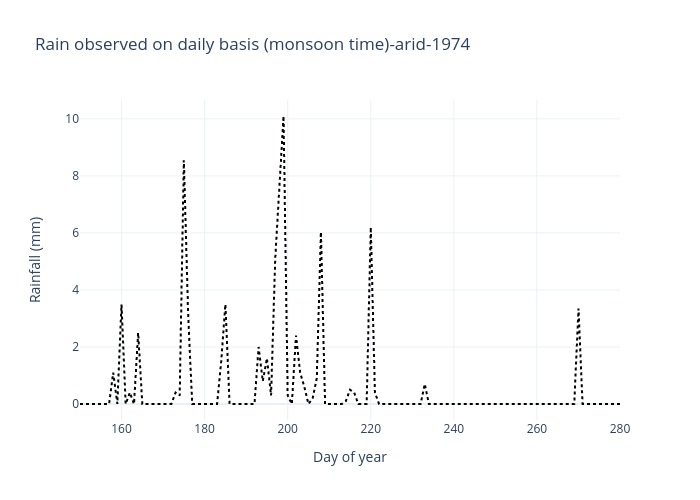 Rain observed on daily basis (monsoon time)-arid-1974
Rainfall (mm)
10
8
6
4
2
0
160 180 200 220 240 260 280
Day of year